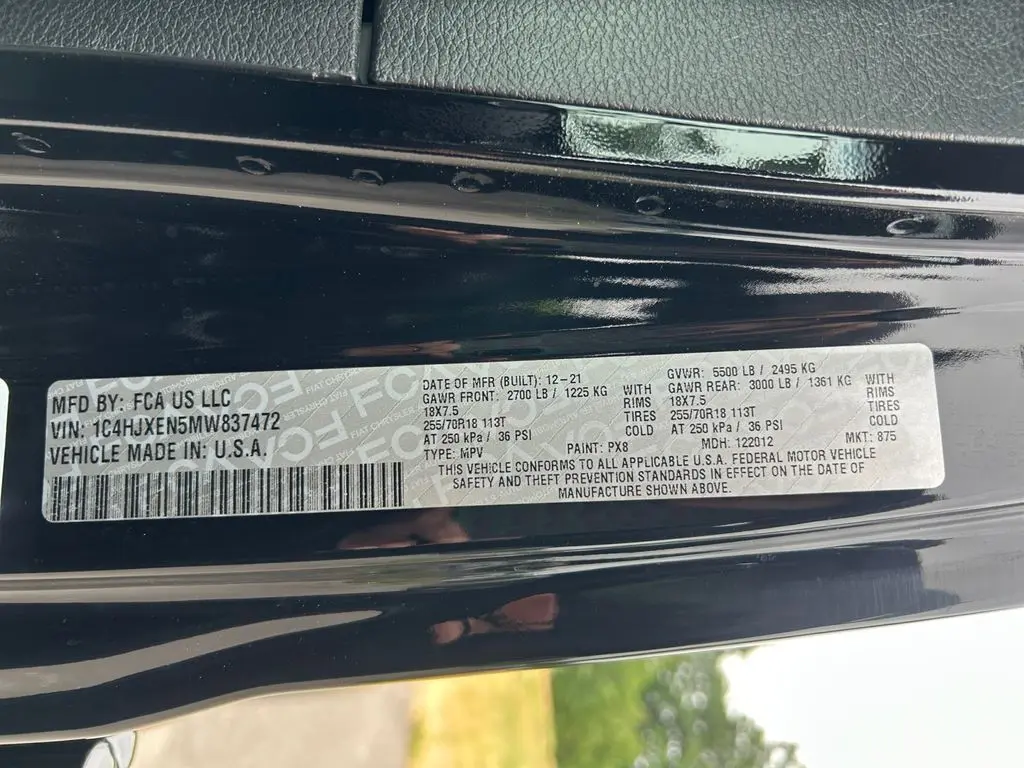 MFD BY: FCA US LLC
VIN: 1C4HJXEN5MW837472
VEHICLE MADE IN: U.S.A.
DATE OF MFR (BUILT): 12-21
GAWR FRONT: 2700 LB / 1225 KG WITH
18X7.5 RIMS
255/70R18 113T TIRES
AT 250 kPa / 36 PSI COLD
TYPE: MPV
GVWR: 5500 LB / 2495 KG
GAWR REAR: 3000 LB / 1361 KG WITH
18X7.5 RIMS
255/70R18 113T TIRES
AT 250 kPa / 36 PSI COLD
PAINT: PX8 MDH: 122012 MKT: 875
THIS VEHICLE CONFORMS TO ALL APPLICABLE U.S.A. FEDERAL MOTOR VEHICLE
SAFETY AND THEFT PREVENTION STANDARDS IN EFFECT ON THE DATE OF
MANUFACTURE SHOWN ABOVE.